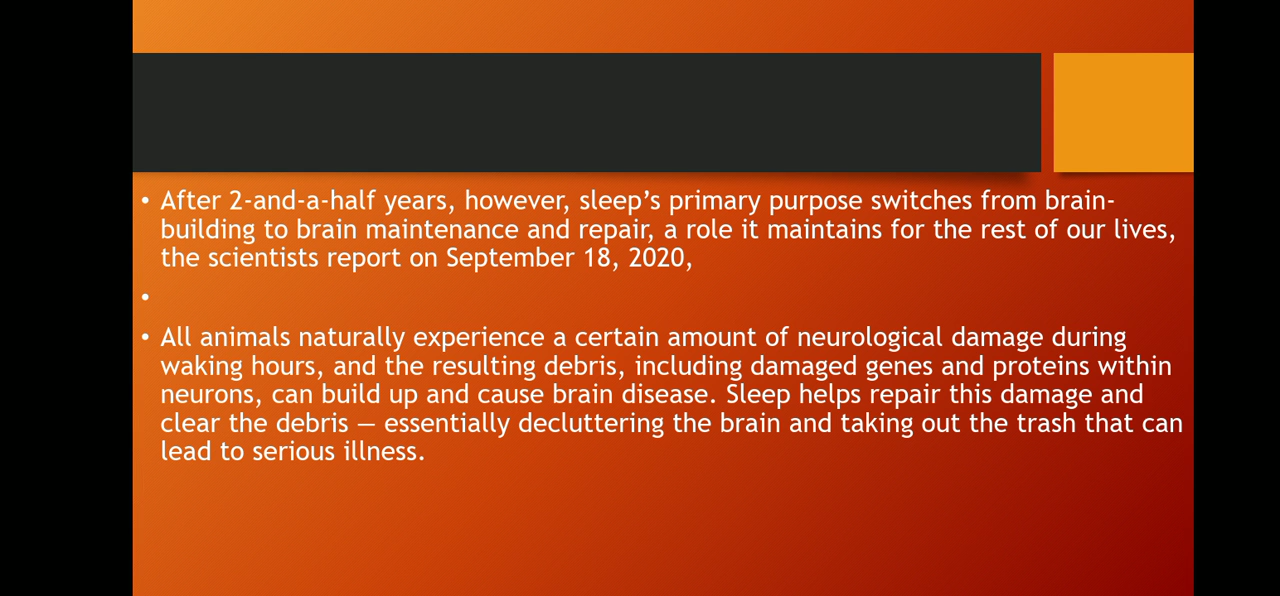 • After 2-and-a-half years, however, sleep’s primary purpose switches from brain-
building to brain maintenance and repair, a role it maintains for the rest of our lives,
the scientists report on September 18, 2020,
•
• All animals naturally experience a certain amount of neurological damage during
waking hours, and the resulting debris, including damaged genes and proteins within
neurons, can build up and cause brain disease. Sleep helps repair this damage and
clear the debris — essentially decluttering the brain and taking out the trash that can
lead to serious illness.